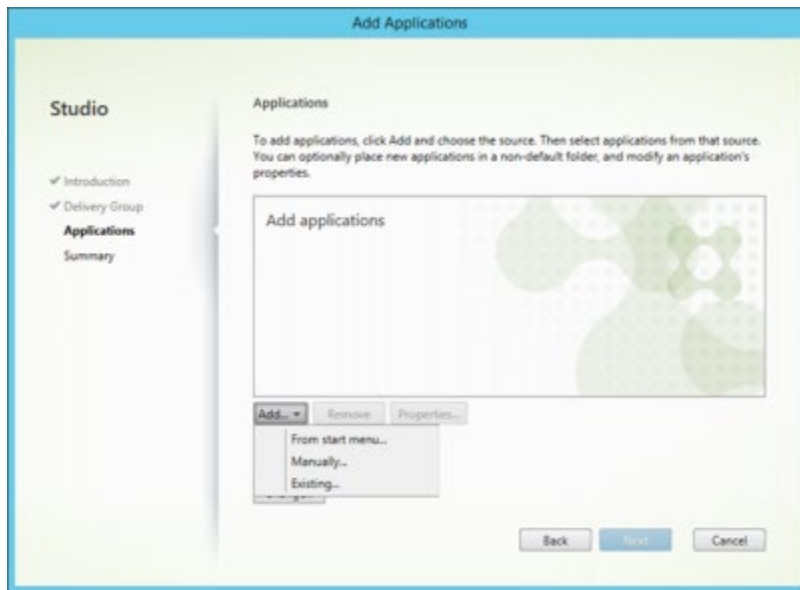 Add Applications
Studio
✔ Introduction
✔ Delivery Group
Applications
Summary
Applications
To add applications, click Add and choose the source. Then select applications from that source.
You can optionally place new applications in a non-default folder, and modify an application's
properties.
Add applications
Add... Remove Properties...
From start menu...
Manually...
Existing...
Back Next Cancel